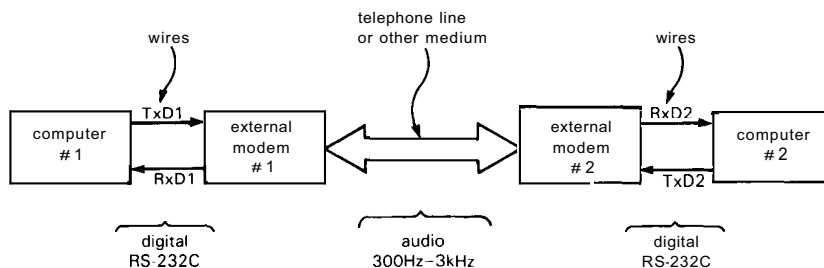 wires
telephone line
or other medium
wires
TxD1
RxD2
computer
#1
external
modem
#1
external
modem
#2
computer
#2
RxD1
TxD2
digital
RS-232C
audio
300Hz–3kHz
digital
RS-232C